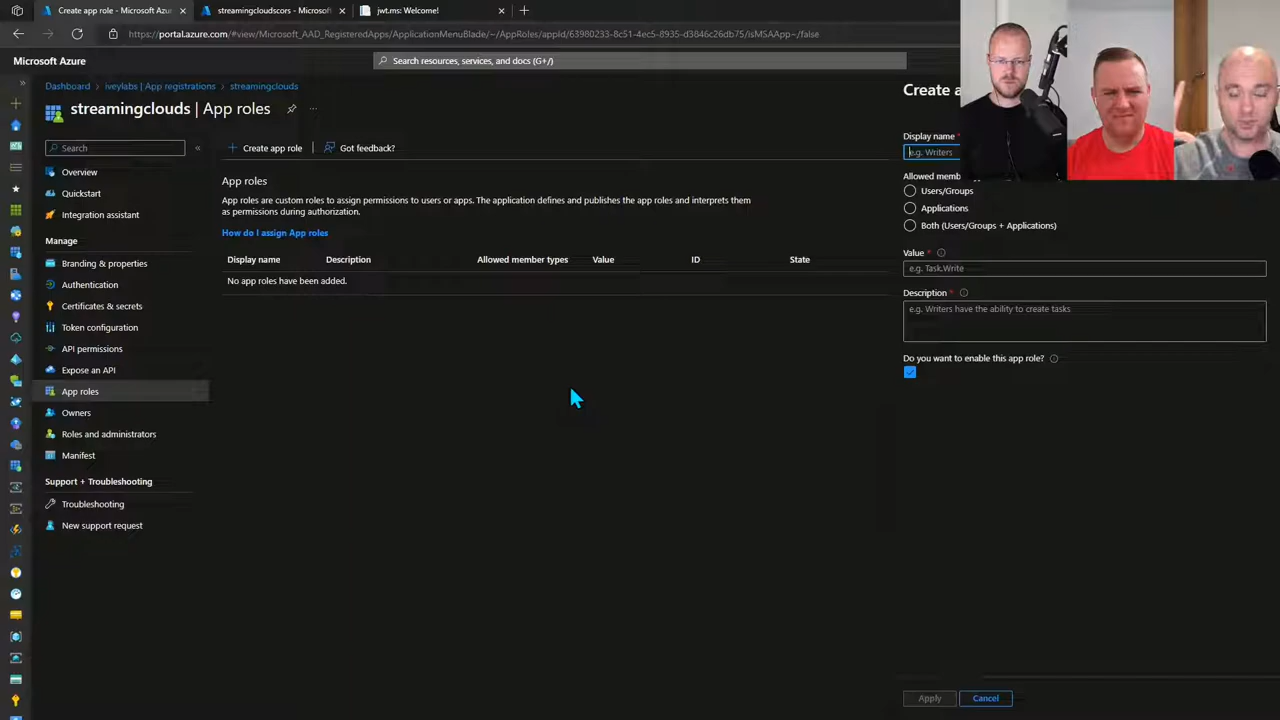 Create app role - Microsoft Az
streamingcloudscors - Microsoft
jwt.ms: Welcome!
https://portal.azure.com/#view/Microsoft_AAD_RegisteredApps/ApplicationMenuBlade/~/AppRoles/appId/63980233-8c51-4ec5-8935-d3846c26db75/isMSAApp~/false
Microsoft Azure
Search resources, services, and docs (G+/)
Dashboard > iveylabs | App registrations > streamingclouds
streamingclouds | App roles
Search
Overview
Quickstart
Integration assistant
Manage
Branding & properties
Authentication
Certificates & secrets
Token configuration
API permissions
Expose an API
App roles
Owners
Roles and administrators
Manifest
Support + Troubleshooting
Troubleshooting
New support request
Create app role
Got feedback?
App roles
App roles are custom roles to assign permissions to users or apps. The application defines and publishes the app roles and interprets them
as permissions during authorization.
How do I assign App roles
Display name Description Allowed member types Value ID State
No app roles have been added.
Create a
Display name *
e.g. Writers
Allowed memb
Users/Groups
Applications
Both (Users/Groups + Applications)
Value *
e.g. Task.Write
Description *
e.g. Writers have the ability to create tasks
Do you want to enable this app role?
Apply
Cancel